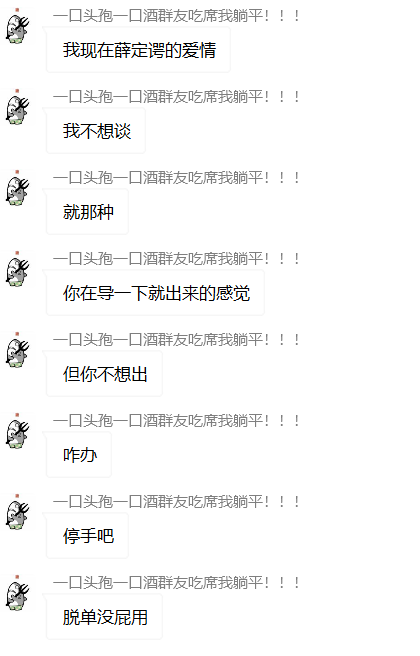 一口头孢一口酒群友吃席我躺平！！！
我现在薛定谔的爱情
一口头孢一口酒群友吃席我躺平！！！
我不想谈
一口头孢一口酒群友吃席我躺平！！！
就那种
一口头孢一口酒群友吃席我躺平！！！
你在导一下就出来的感觉
一口头孢一口酒群友吃席我躺平！！！
但你不想出
一口头孢一口酒群友吃席我躺平！！！
咋办
一口头孢一口酒群友吃席我躺平！！！
停手吧
一口头孢一口酒群友吃席我躺平！！！
脱单没屁用